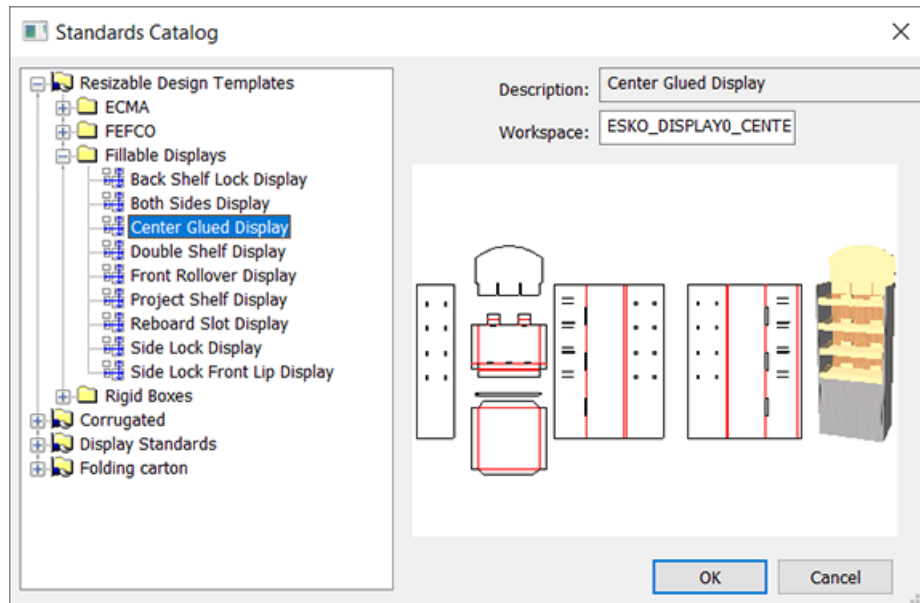 Standards Catalog
Resizable Design Templates
ECMA
FEFCO
Fillable Displays
Back Shelf Lock Display
Both Sides Display
Center Glued Display
Double Shelf Display
Front Rollover Display
Project Shelf Display
Reboard Slot Display
Side Lock Display
Side Lock Front Lip Display
Rigid Boxes
Corrugated
Display Standards
Folding carton
Description: Center Glued Display
Workspace: ESKO_DISPLAY0_CENTE
OK Cancel